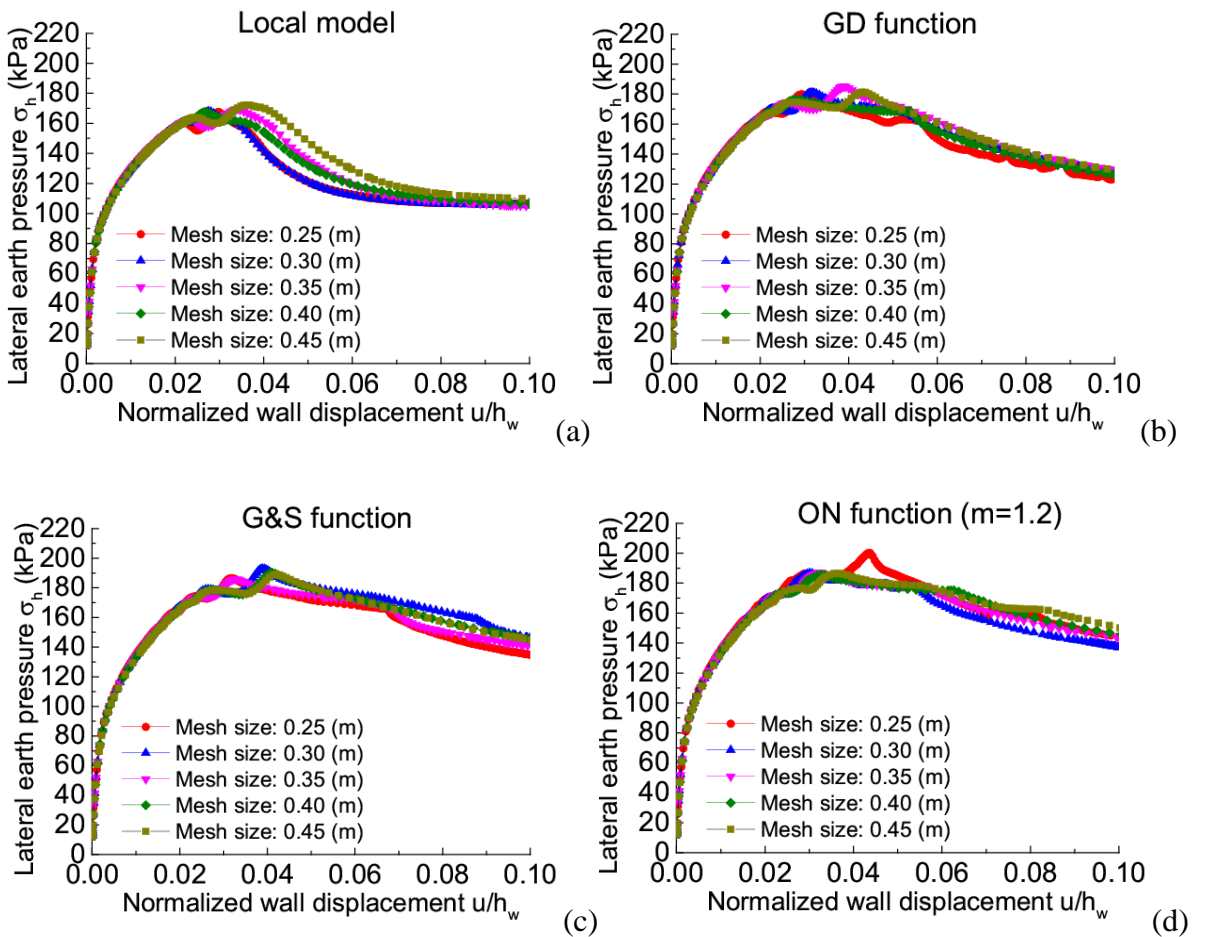 Local model
Lateral earth pressure σh (kPa)
220
200
180
160
140
120
100
80
60
40
20
0
Mesh size: 0.25 (m)
Mesh size: 0.30 (m)
Mesh size: 0.35 (m)
Mesh size: 0.40 (m)
Mesh size: 0.45 (m)
0.00 0.02 0.04 0.06 0.08 0.10
Normalized wall displacement u/hw
(a)
GD function
Lateral earth pressure σh (kPa)
220
200
180
160
140
120
100
80
60
40
20
0
Mesh size: 0.25 (m)
Mesh size: 0.30 (m)
Mesh size: 0.35 (m)
Mesh size: 0.40 (m)
Mesh size: 0.45 (m)
0.00 0.02 0.04 0.06 0.08 0.10
Normalized wall displacement u/hw
(b)
G&S function
Lateral earth pressure σh (kPa)
220
200
180
160
140
120
100
80
60
40
20
0
Mesh size: 0.25 (m)
Mesh size: 0.30 (m)
Mesh size: 0.35 (m)
Mesh size: 0.40 (m)
Mesh size: 0.45 (m)
0.00 0.02 0.04 0.06 0.08 0.10
Normalized wall displacement u/hw
(c)
ON function (m=1.2)
Lateral earth pressure σh (kPa)
220
200
180
160
140
120
100
80
60
40
20
0
Mesh size: 0.25 (m)
Mesh size: 0.30 (m)
Mesh size: 0.35 (m)
Mesh size: 0.40 (m)
Mesh size: 0.45 (m)
0.00 0.02 0.04 0.06 0.08 0.10
Normalized wall displacement u/hw
(d)